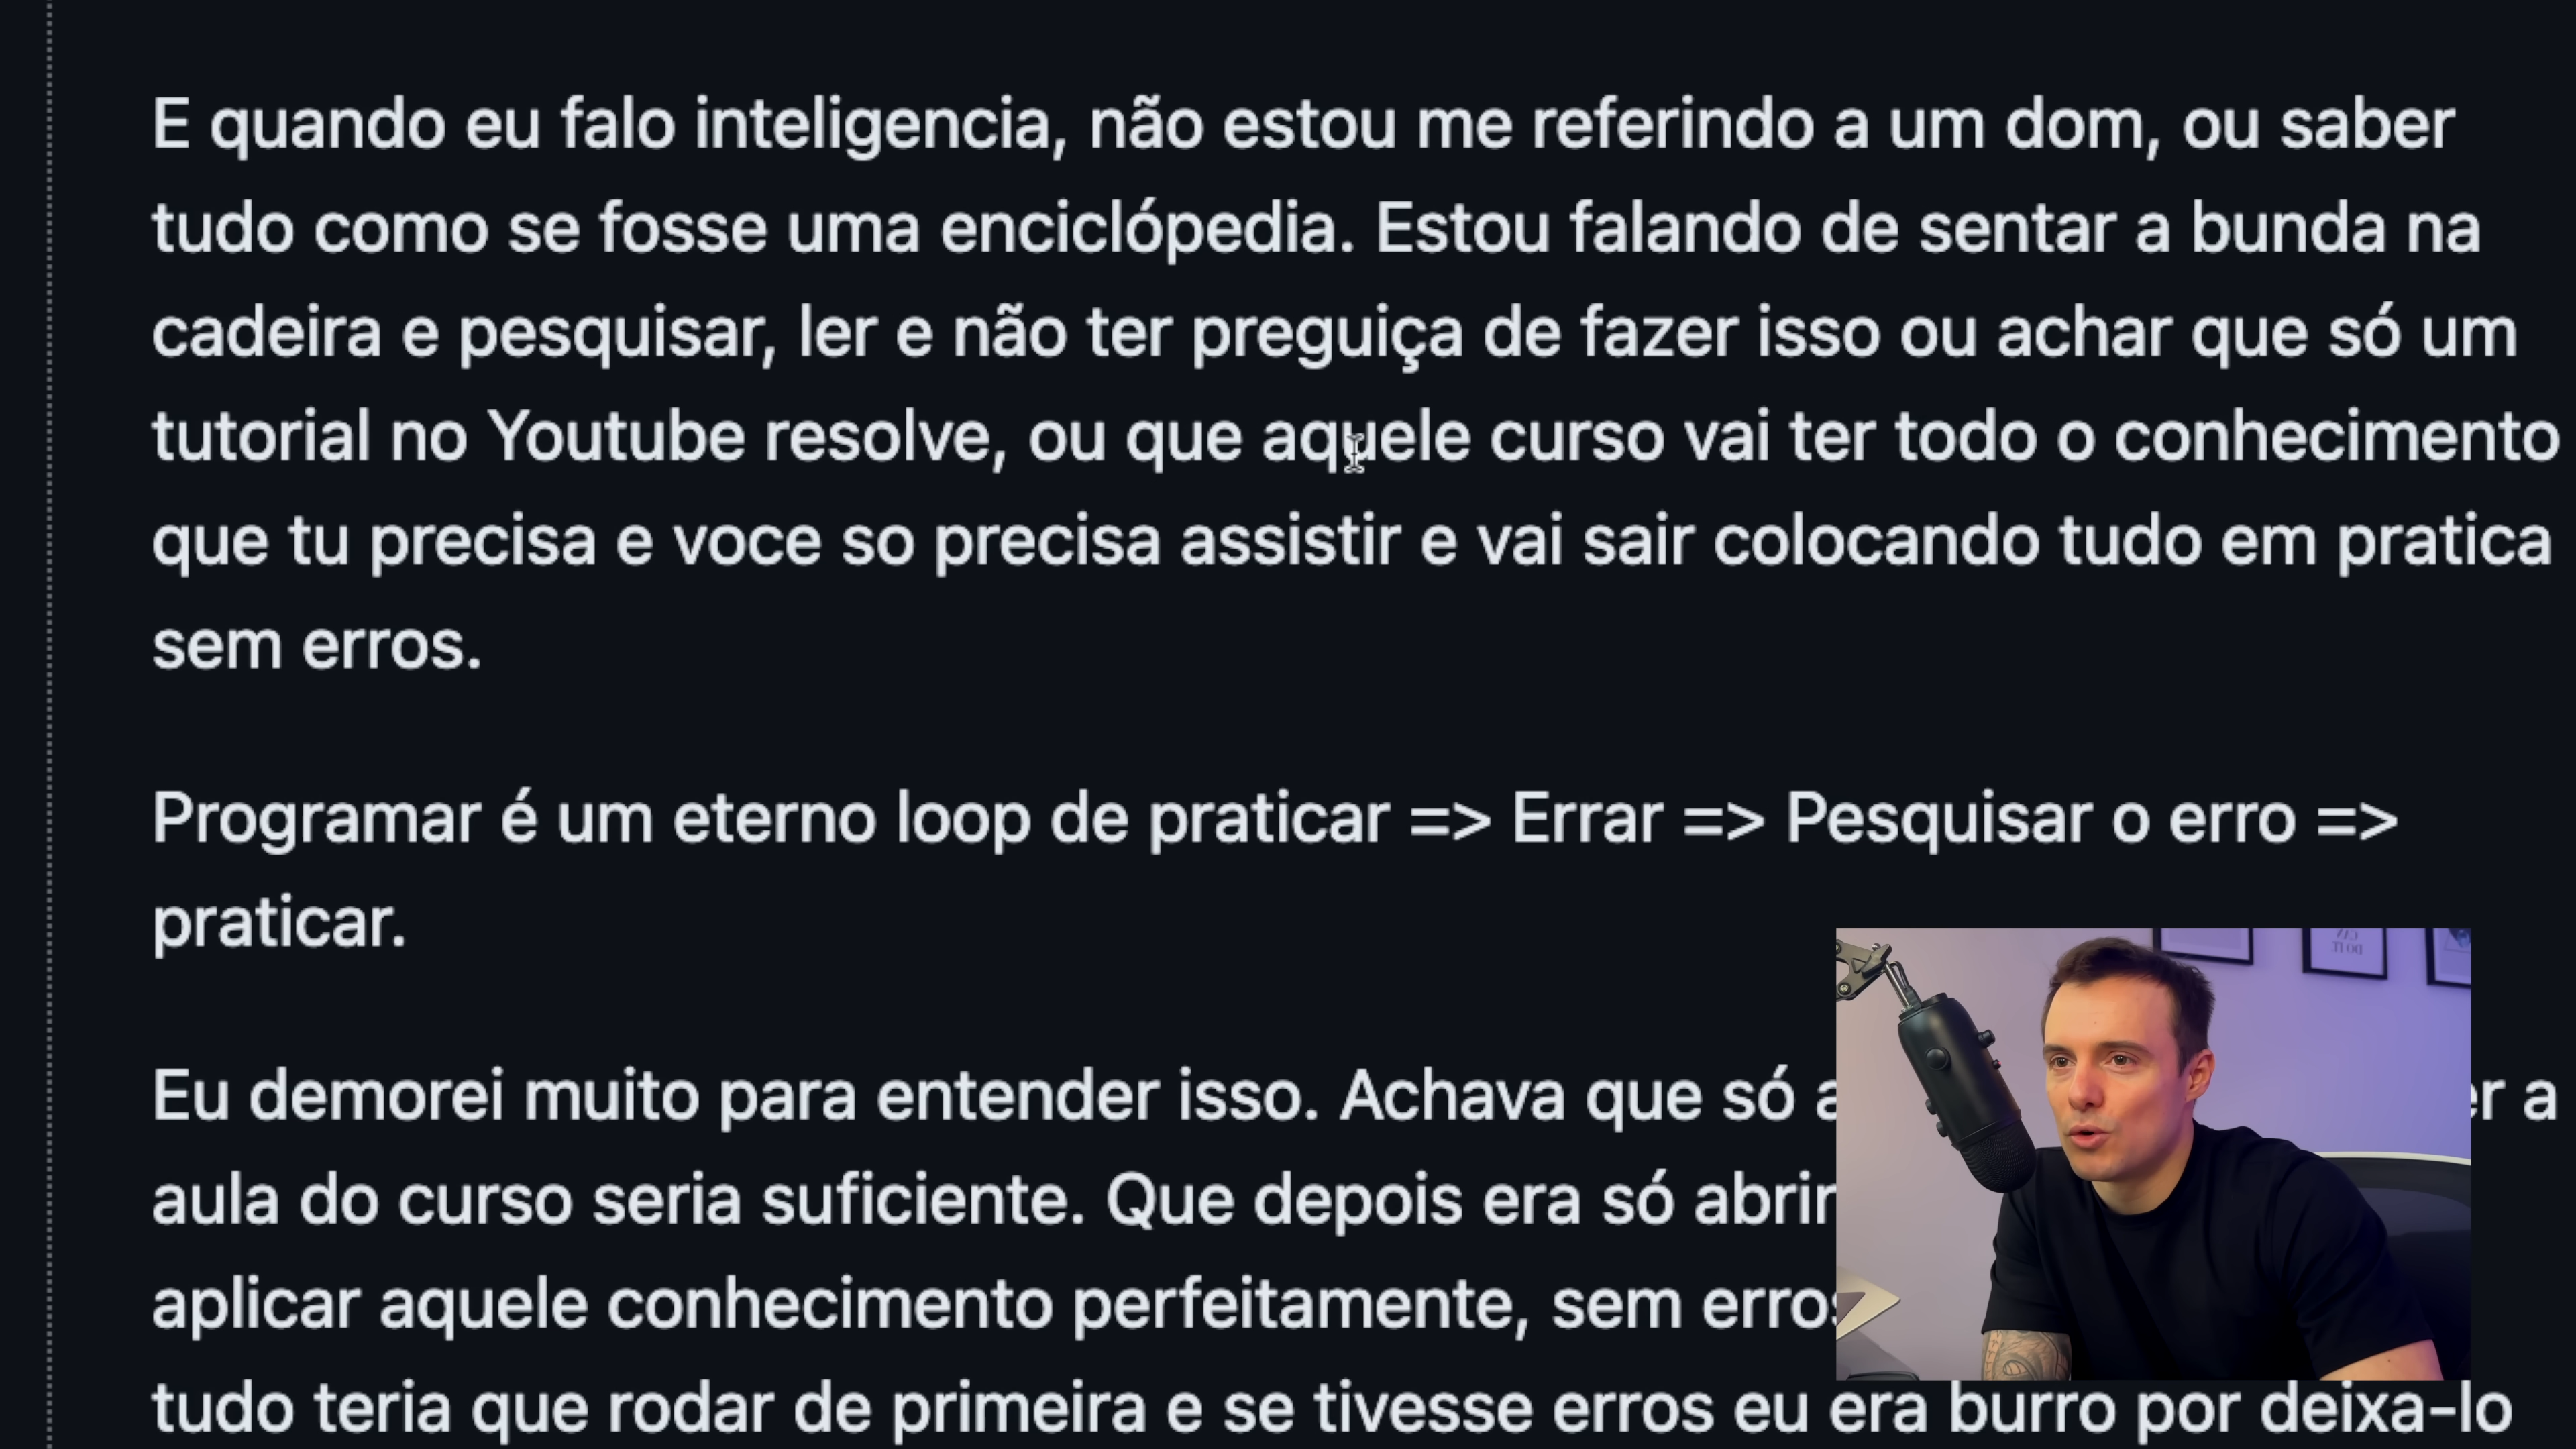 E quando eu falo inteligencia, não estou me referindo a um dom, ou saber
tudo como se fosse uma enciclópedia. Estou falando de sentar a bunda na
cadeira e pesquisar, ler e não ter preguiça de fazer isso ou achar que só um
tutorial no Youtube resolve, ou que aquele curso vai ter todo o conhecimento
que tu precisa e voce so precisa assistir e vai sair colocando tudo em pratica
sem erros.
Programar é um eterno loop de praticar => Errar => Pesquisar o erro =>
praticar.
CAN
DO IT
Eu demorei muito para entender isso. Achava que só a
aula do curso seria suficiente. Que depois era só abrir
aplicar aquele conhecimento perfeitamente, sem erros
tudo teria que rodar de primeira e se tivesse erros eu era burro por deixa-lo